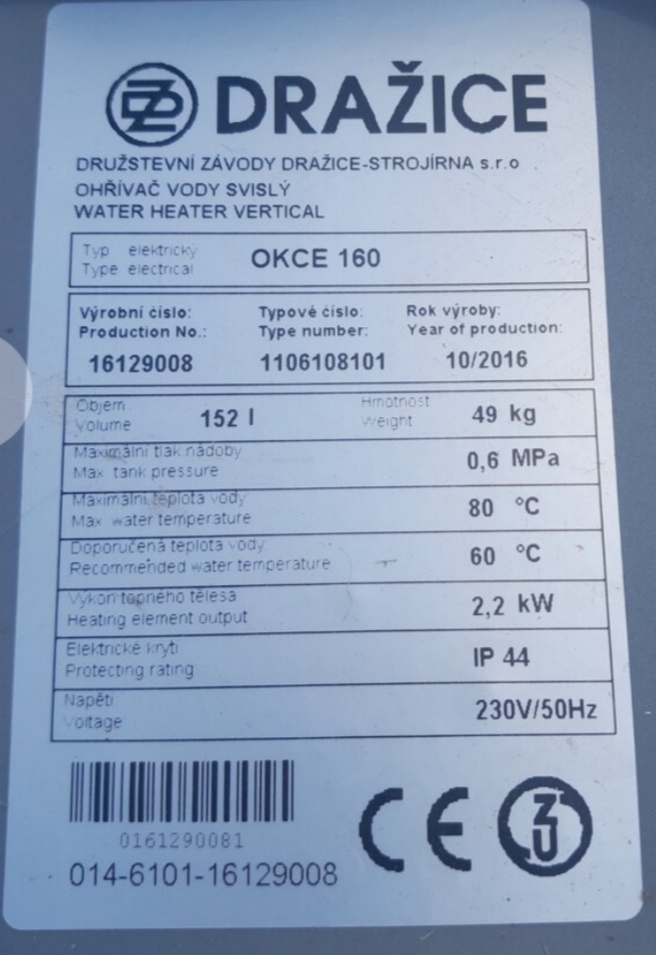 DRAŽICE
DRUŽSTEVNÍ ZÁVODY DRAŽICE-STROJÍRNA s.r.o.
OHŘÍVAČ VODY SVISLÝ
WATER HEATER VERTICAL
Typ elektrický
Type electrical
OKCE 160
Výrobní číslo: Typové číslo: Rok výroby:
Production No.: Type number: Year of production:
16129008 1106108101 10/2016
Objem Hmotnost
Volume 152 l Weight 49 kg
Maximální tlak nádoby
Max tank pressure 0,6 MPa
Maximální teplota vody
Max water temperature 80 °C
Doporučená teplota vody
Recommended water temperature 60 °C
Výkon topného tělesa
Heating element output 2,2 kW
Elektrické krytí
Protecting rating IP 44
Napětí
Voltage 230V/50Hz
0161290081
014-6101-16129008
CE